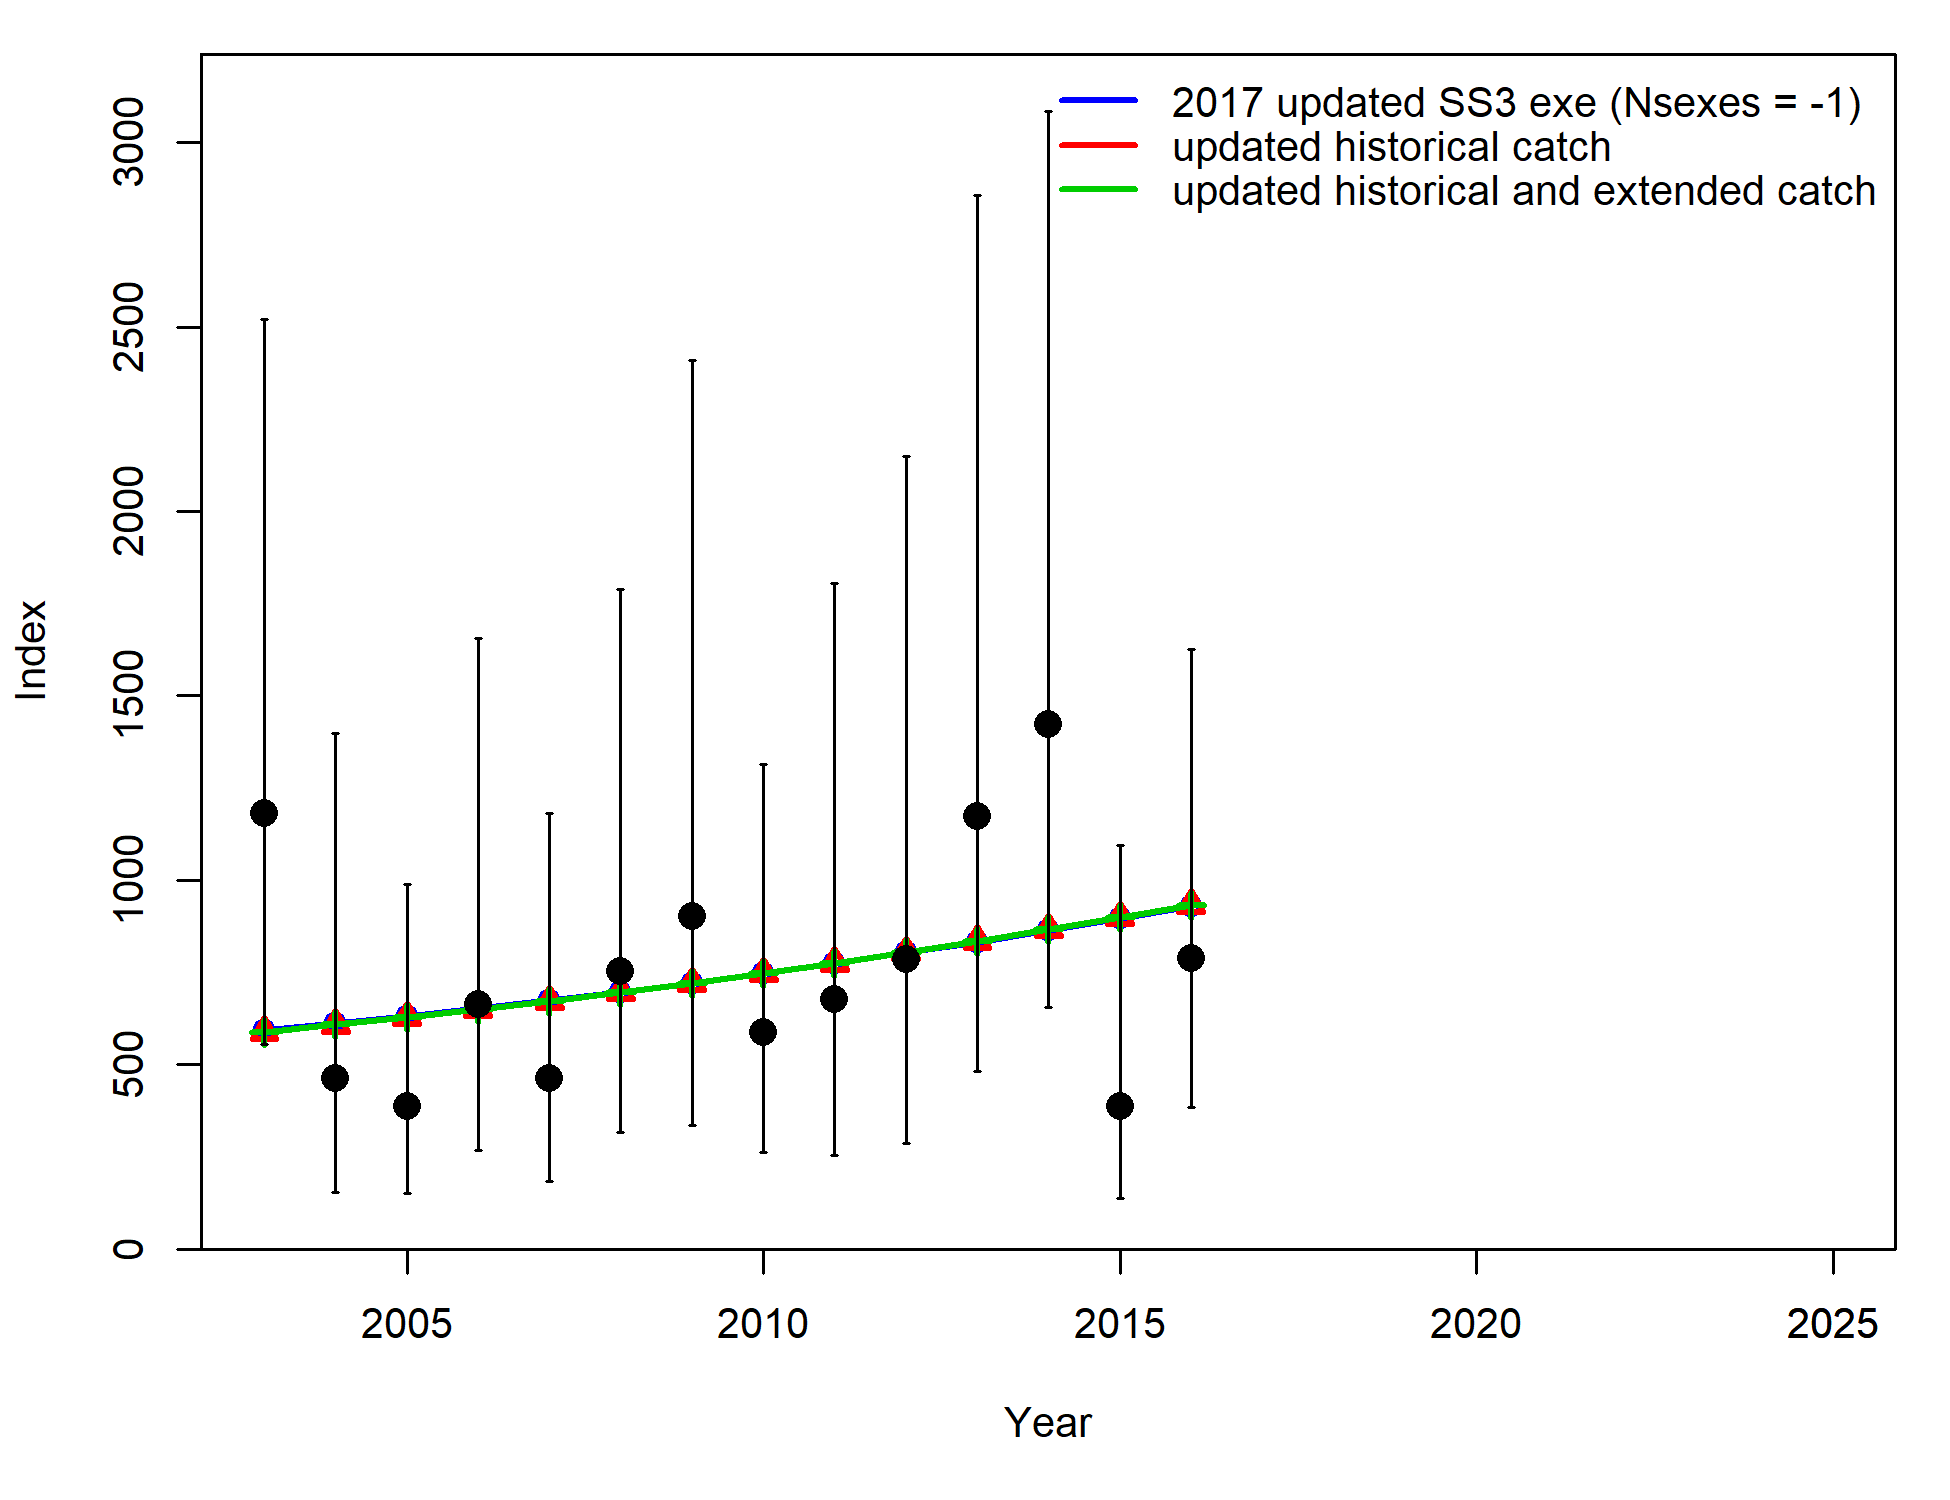 2017 updated SS3 exe (Nsexes = -1)
updated historical catch
updated historical and extended catch
3000
2500
2000
1500
1000
500
0
Index
2005
2010
2015
2020
2025
Year